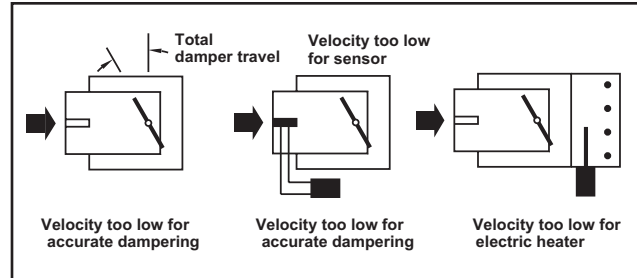 Total
damper travel
Velocity too low
for sensor
Velocity too low for
accurate dampering
Velocity too low for
accurate dampering
Velocity too low for
electric heater